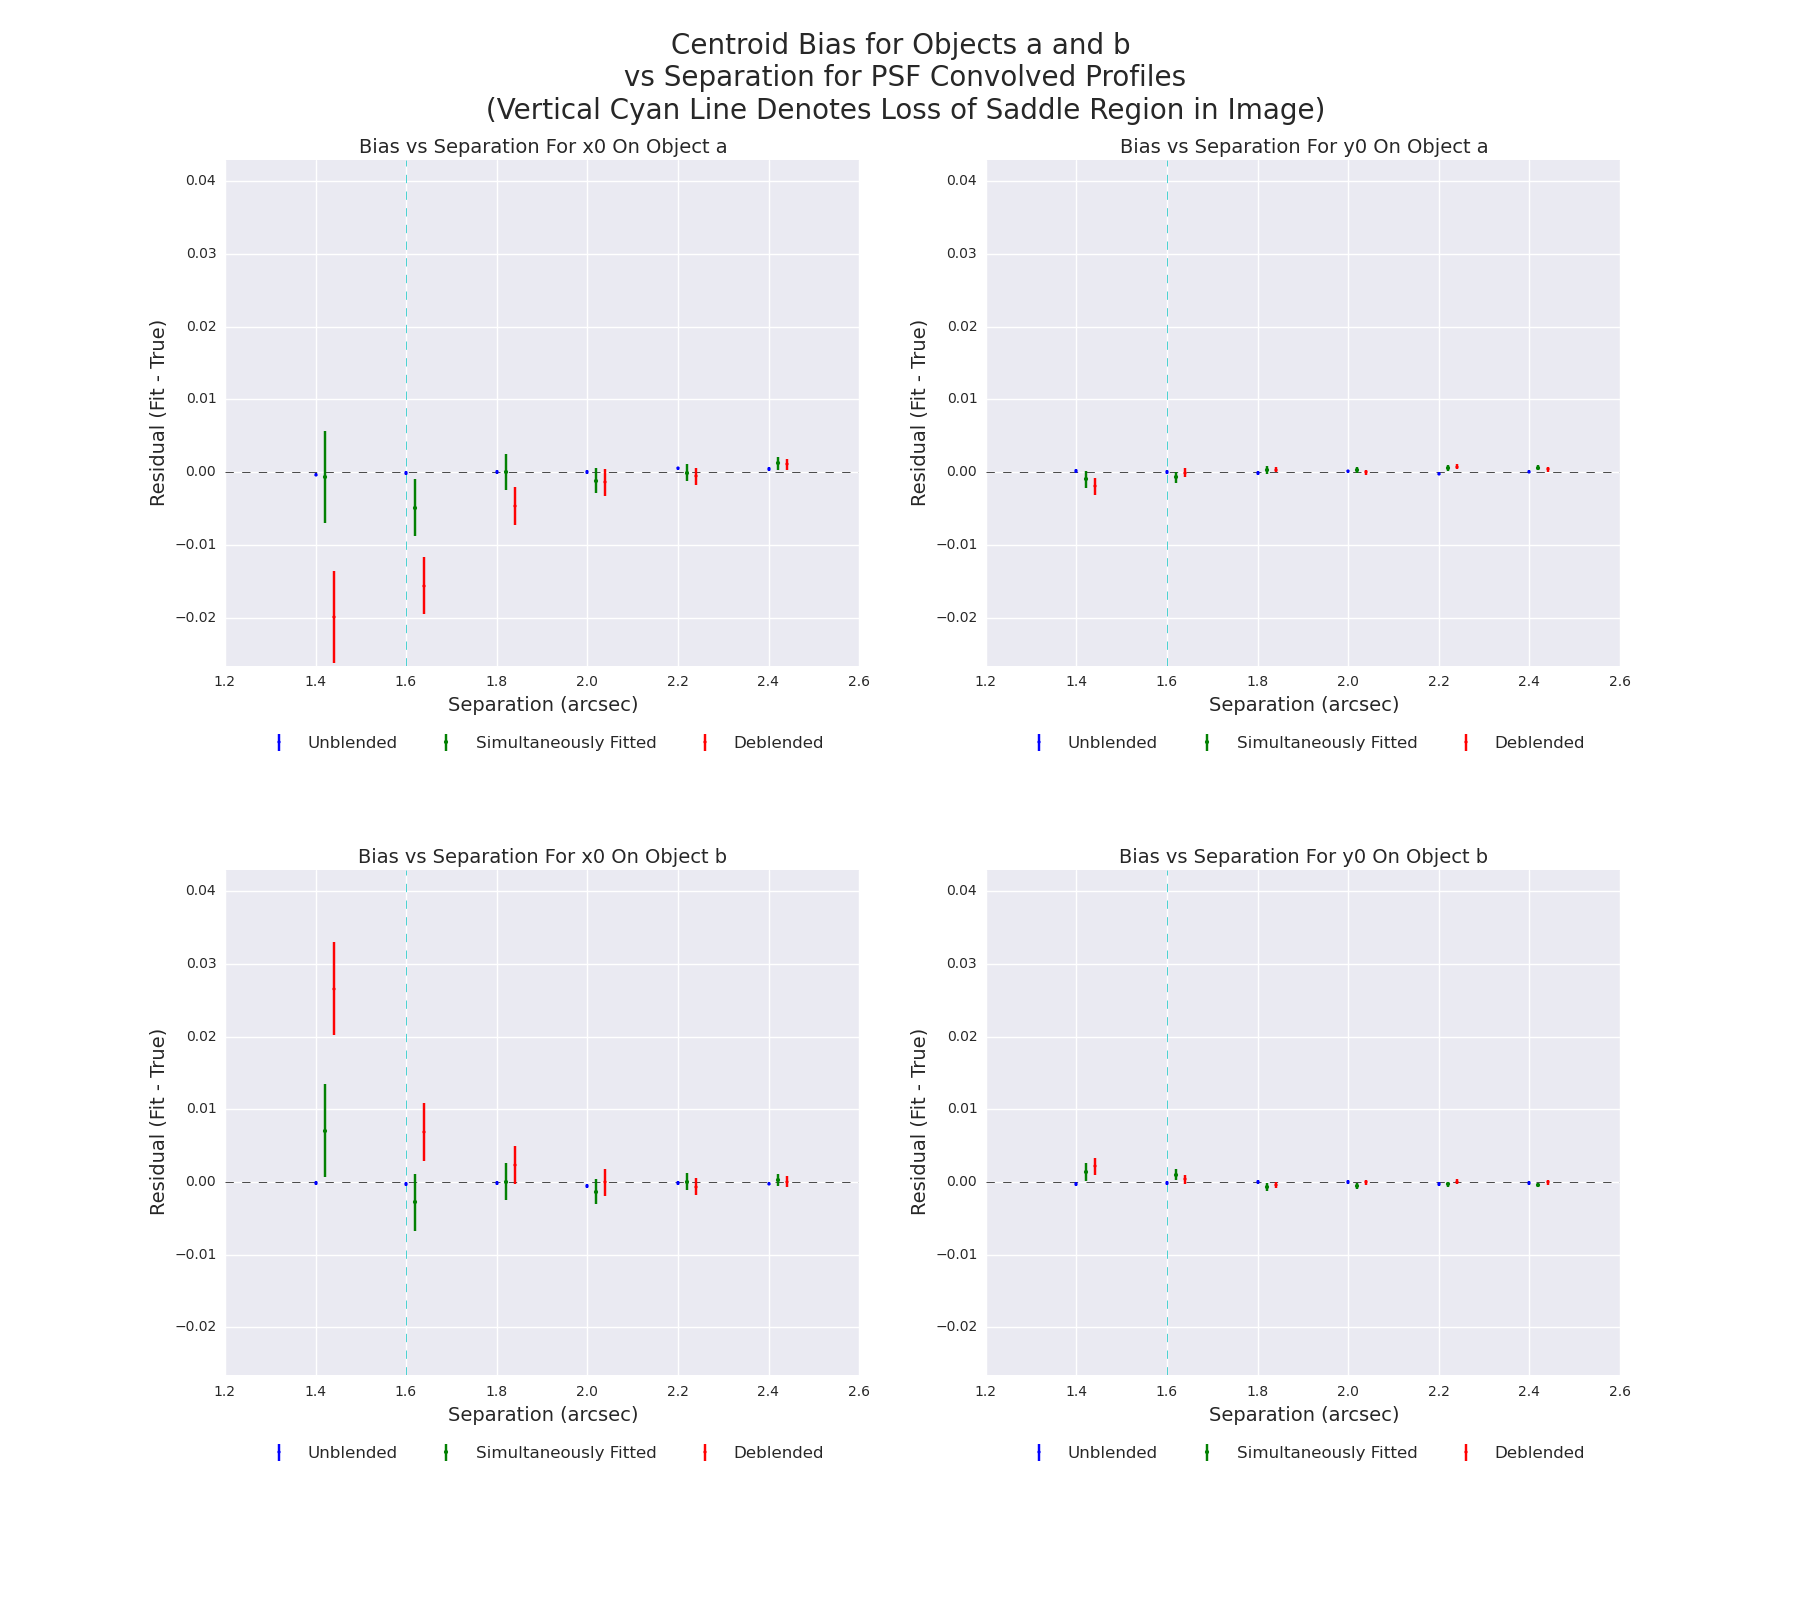 Centroid Bias for Objects a and b
vs Separation for PSF Convolved Profiles
(Vertical Cyan Line Denotes Loss of Saddle Region in Image)
Bias vs Separation For x0 On Object a
0.04
0.03
0.02
0.01
0.00
−0.01
−0.02
Residual (Fit - True)
1.2 1.4 1.6 1.8 2.0 2.2 2.4 2.6
Separation (arcsec)
Unblended Simultaneously Fitted Deblended
Bias vs Separation For y0 On Object a
0.04
0.03
0.02
0.01
0.00
−0.01
−0.02
Residual (Fit - True)
1.2 1.4 1.6 1.8 2.0 2.2 2.4 2.6
Separation (arcsec)
Unblended Simultaneously Fitted Deblended
Bias vs Separation For x0 On Object b
0.04
0.03
0.02
0.01
0.00
−0.01
−0.02
Residual (Fit - True)
1.2 1.4 1.6 1.8 2.0 2.2 2.4 2.6
Separation (arcsec)
Unblended Simultaneously Fitted Deblended
Bias vs Separation For y0 On Object b
0.04
0.03
0.02
0.01
0.00
−0.01
−0.02
Residual (Fit - True)
1.2 1.4 1.6 1.8 2.0 2.2 2.4 2.6
Separation (arcsec)
Unblended Simultaneously Fitted Deblended